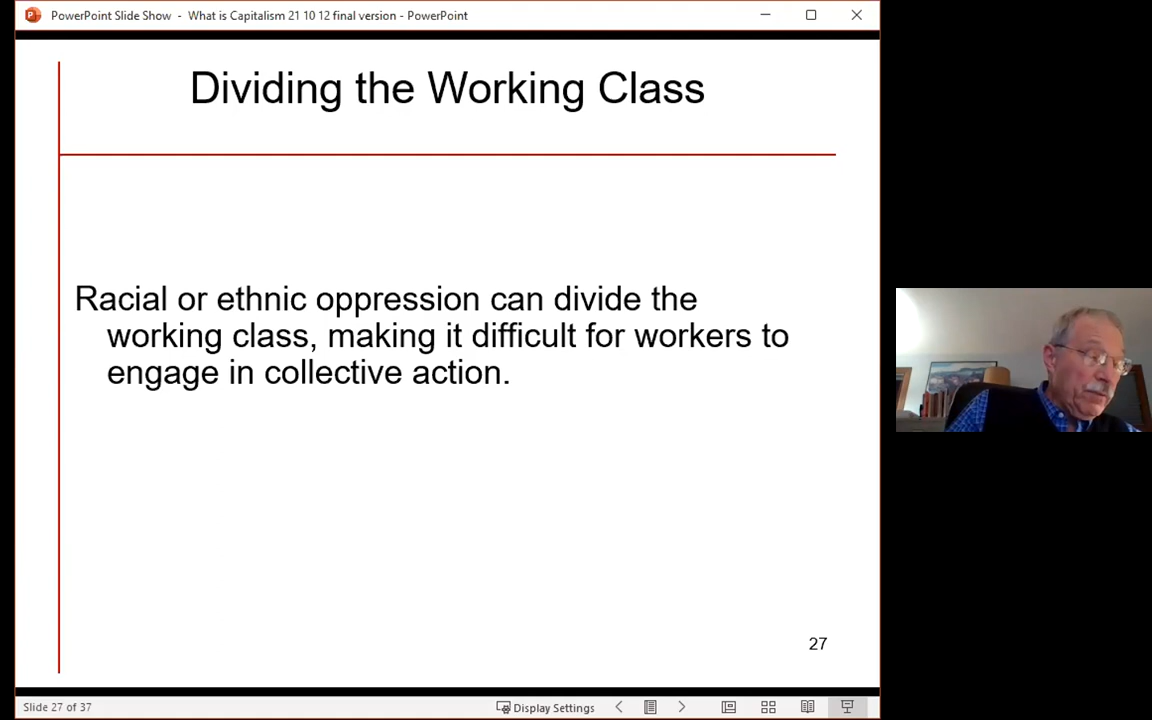 PowerPoint Slide Show - What is Capitalism 21 10 12 final version - PowerPoint
Dividing the Working Class
Racial or ethnic oppression can divide the
working class, making it difficult for workers to
engage in collective action.
27
Slide 27 of 37
Display Settings